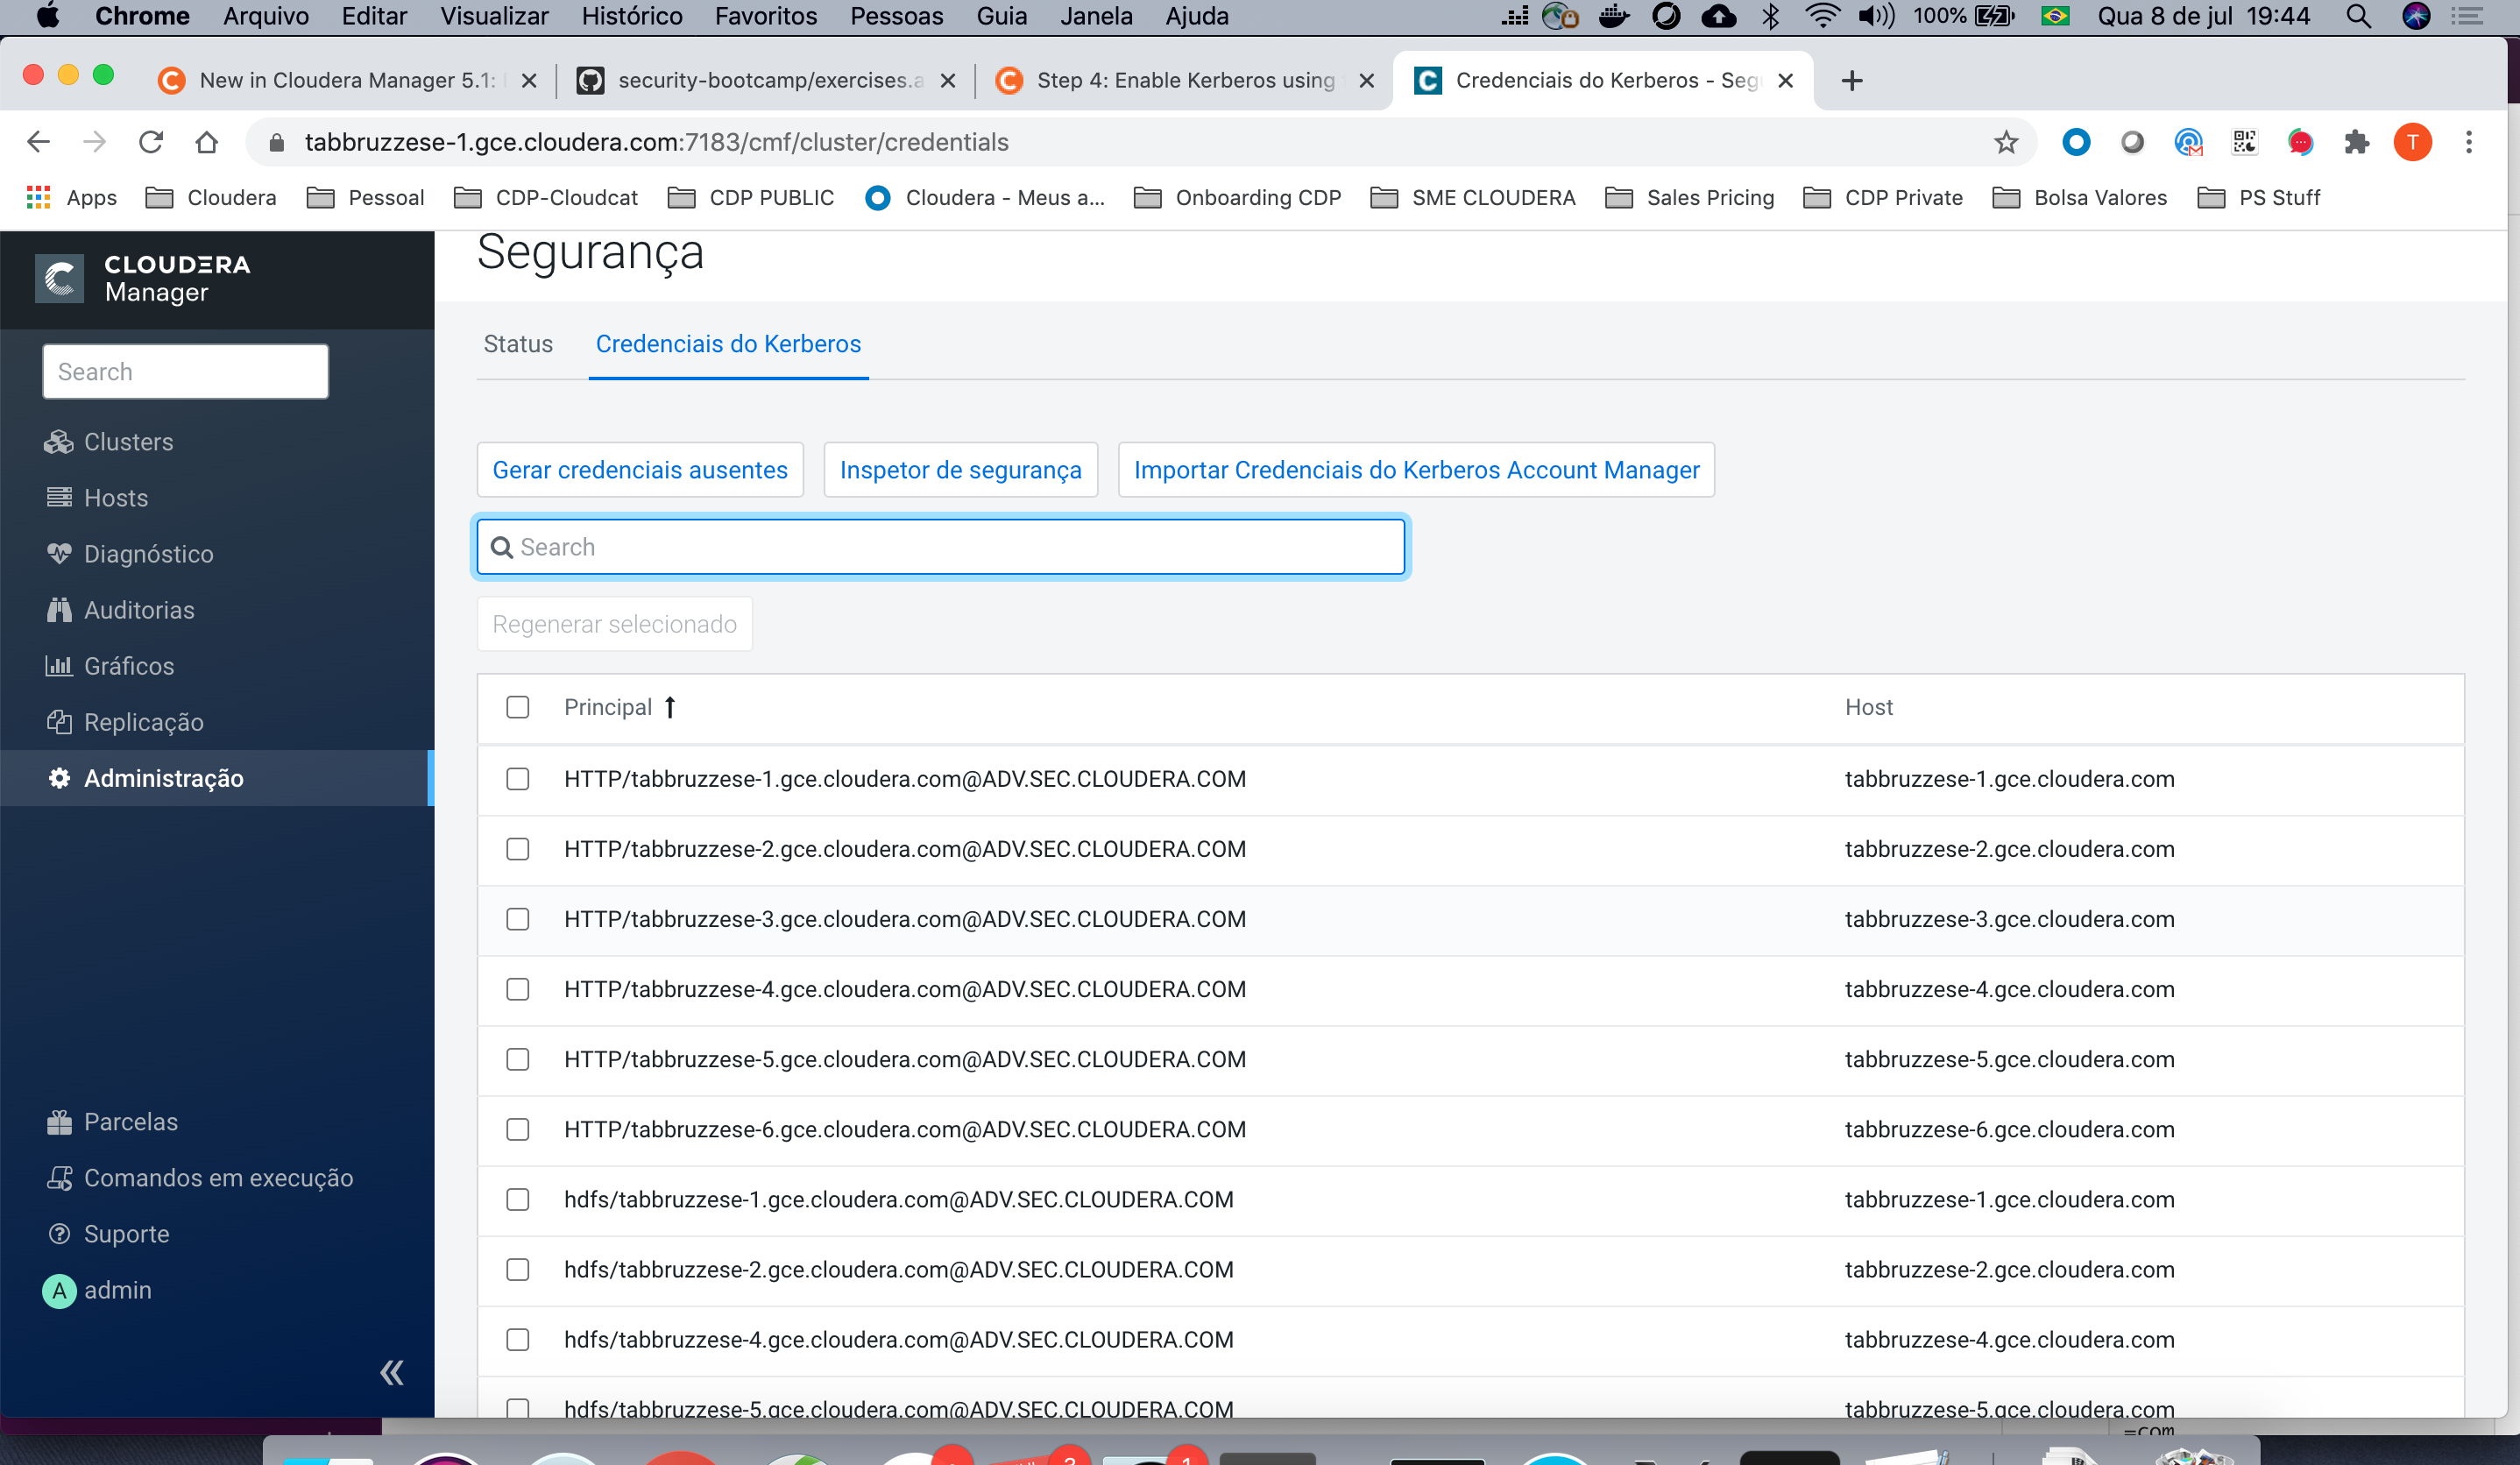 Chrome Arquivo Editar Visualizar Histórico Favoritos Pessoas Guia Janela Ajuda 100% Qua 8 de jul 19:44
New in Cloudera Manager 5.1: security-bootcamp/exercises.a Step 4: Enable Kerberos using Credenciais do Kerberos - Seg
tabbruzzese-1.gce.cloudera.com:7183/cmf/cluster/credentials T
Apps Cloudera Pessoal CDP-Cloudcat CDP PUBLIC Cloudera - Meus a... Onboarding CDP SME CLOUDERA Sales Pricing CDP Private Bolsa Valores PS Stuff
CLOUDERA
Manager
Search
Clusters
Hosts
Diagnóstico
Auditorias
Gráficos
Replicação
Administração
Parcelas
Comandos em execução
Suporte
A admin
«
Segurança
Status Credenciais do Kerberos
Gerar credenciais ausentes Inspetor de segurança Importar Credenciais do Kerberos Account Manager
Search
Regenerar selecionado
Principal ↑ Host
HTTP/tabbruzzese-1.gce.cloudera.com@ADV.SEC.CLOUDERA.COM tabbruzzese-1.gce.cloudera.com
HTTP/tabbruzzese-2.gce.cloudera.com@ADV.SEC.CLOUDERA.COM tabbruzzese-2.gce.cloudera.com
HTTP/tabbruzzese-3.gce.cloudera.com@ADV.SEC.CLOUDERA.COM tabbruzzese-3.gce.cloudera.com
HTTP/tabbruzzese-4.gce.cloudera.com@ADV.SEC.CLOUDERA.COM tabbruzzese-4.gce.cloudera.com
HTTP/tabbruzzese-5.gce.cloudera.com@ADV.SEC.CLOUDERA.COM tabbruzzese-5.gce.cloudera.com
HTTP/tabbruzzese-6.gce.cloudera.com@ADV.SEC.CLOUDERA.COM tabbruzzese-6.gce.cloudera.com
hdfs/tabbruzzese-1.gce.cloudera.com@ADV.SEC.CLOUDERA.COM tabbruzzese-1.gce.cloudera.com
hdfs/tabbruzzese-2.gce.cloudera.com@ADV.SEC.CLOUDERA.COM tabbruzzese-2.gce.cloudera.com
hdfs/tabbruzzese-4.gce.cloudera.com@ADV.SEC.CLOUDERA.COM tabbruzzese-4.gce.cloudera.com
hdfs/tabbruzzese-5.gce.cloudera.com@ADV.SEC.CLOUDERA.COM tabbruzzese-5.gce.cloudera.com
=com